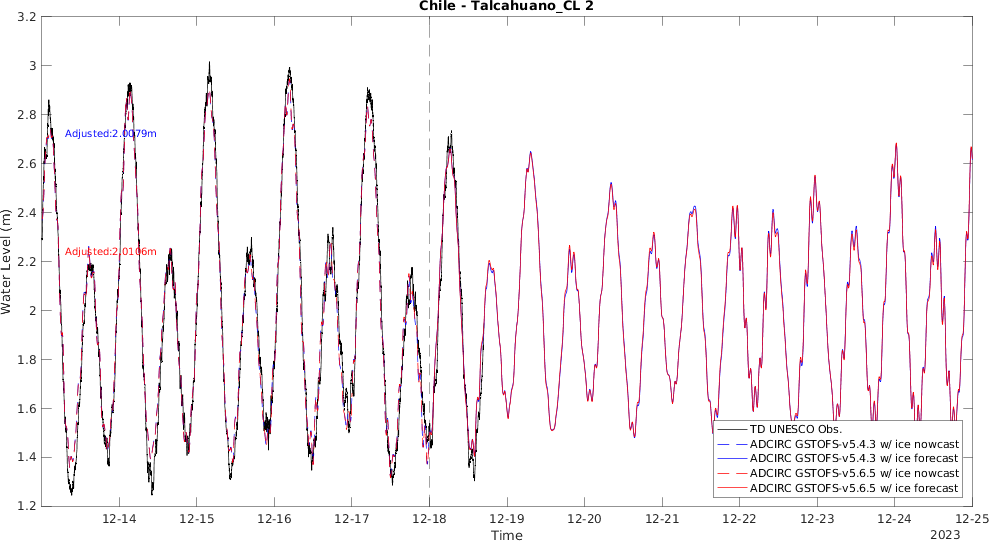 Chile - Talcahuano_CL 2
Water Level (m)
3.2
3
2.8
2.6
2.4
2.2
2
1.8
1.6
1.4
1.2
Adjusted:2.0079m
Adjusted:2.0106m
TD UNESCO Obs.
ADCIRC GSTOFS-v5.4.3 w/ ice nowcast
ADCIRC GSTOFS-v5.4.3 w/ ice forecast
ADCIRC GSTOFS-v5.6.5 w/ ice nowcast
ADCIRC GSTOFS-v5.6.5 w/ ice forecast
12-14 12-15 12-16 12-17 12-18 12-19 12-20 12-21 12-22 12-23 12-24 12-25
Time
2023